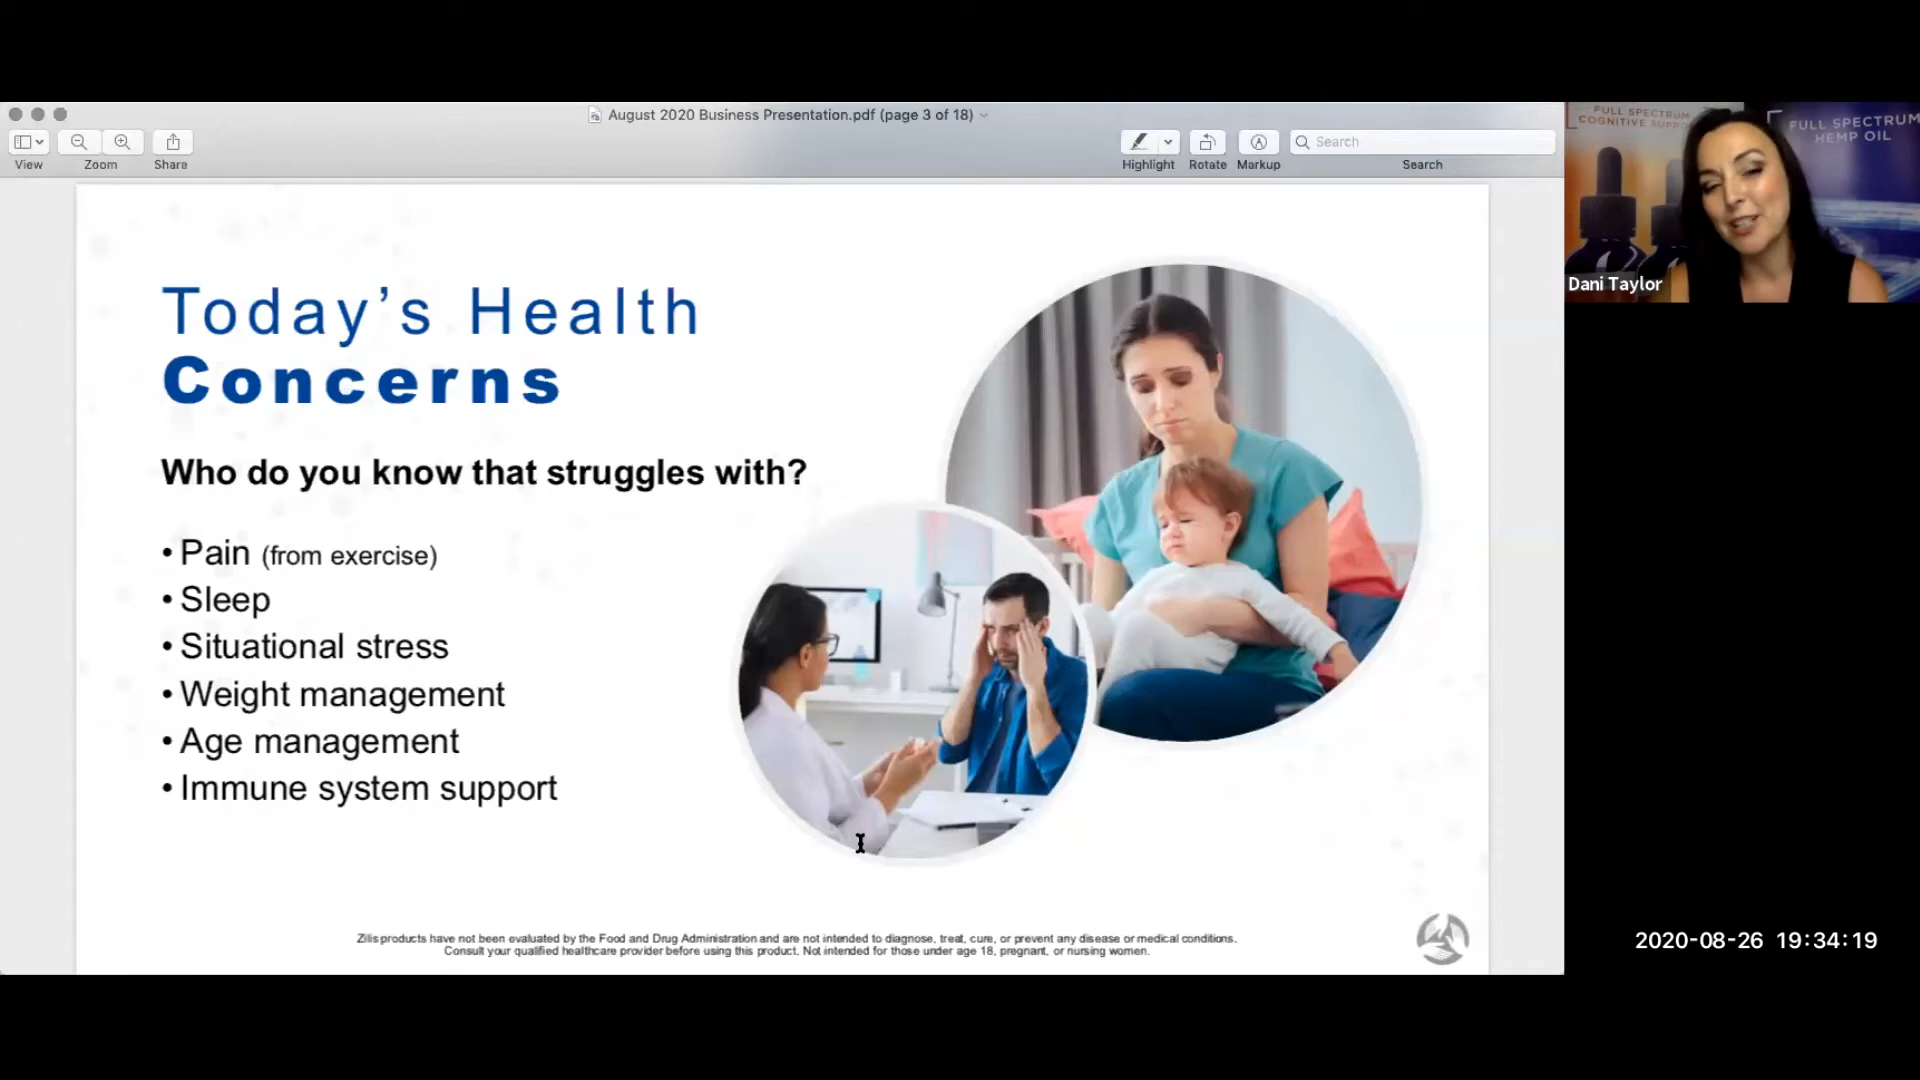 August 2020 Business Presentation.pdf (page 3 of 18)
View
Zoom
Share
Highlight
Rotate
Markup
Search
Search
FULL SPECTRUM
COGNITIVE SUPPO
FULL SPECTRUM
HEMP OIL
Dani Taylor
Today’s Health
Concerns
Who do you know that struggles with?
• Pain (from exercise)
• Sleep
• Situational stress
• Weight management
• Age management
• Immune system support
Zilis products have not been evaluated by the Food and Drug Administration and are not intended to diagnose, treat, cure, or prevent any disease or medical conditions.
Consult your qualified healthcare provider before using this product. Not intended for those under age 18, pregnant, or nursing women.
2020-08-26 19:34:19